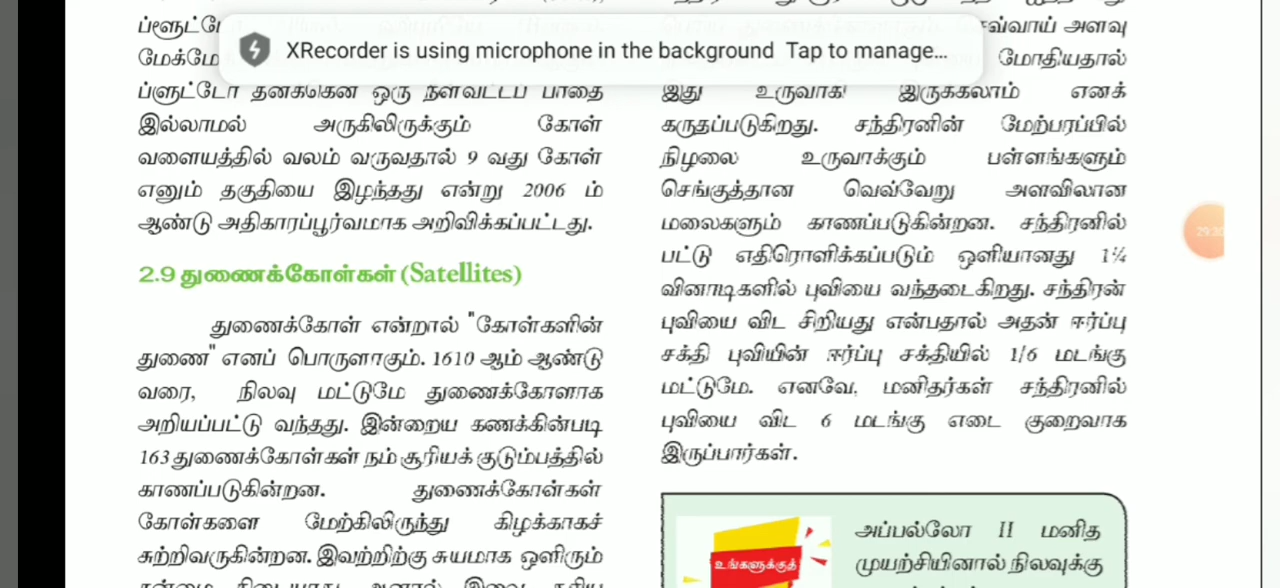 XRecorder is using microphone in the background Tap to manage...
ப்ளூட்டே
மேக்மே
ப்ளுட்டோ தனக்கென ஒரு நீள்வட்டப் பாதை
இல்லாமல் அருகிலிருக்கும் கோள்
வளையத்தில் வலம் வருவதால் 9 வது கோள்
எனும் தகுதியை இழந்தது என்று 2006 ம்
ஆண்டு அதிகாரப்பூர்வமாக அறிவிக்கப்பட்டது.
2.9 துணைக்கோள்கள் (Satellites)
துணைக்கோள் என்றால் "கோள்களின்
துணை" எனப் பொருளாகும். 1610 ஆம் ஆண்டு
வரை, நிலவு மட்டுமே துணைக்கோளாக
அறியப்பட்டு வந்தது. இன்றைய கணக்கின்படி
163 துணைக்கோள்கள் நம் சூரியக் குடும்பத்தில்
காணப்படுகின்றன. துணைக்கோள்கள்
கோள்களை மேற்கிலிருந்து கிழக்காகச்
சுற்றிவருகின்றன. இவற்றிற்கு சுயமாக ஒளிரும்
செவ்வாய் அளவு
மோதியதால்
இது உருவாகி இருக்கலாம் எனக்
கருதப்படுகிறது. சந்திரனின் மேற்பரப்பில்
நிழலை உருவாக்கும் பள்ளங்களும்
செங்குத்தான வெவ்வேறு அளவிலான
மலைகளும் காணப்படுகின்றன. சந்திரனில்
பட்டு எதிரொளிக்கப்படும் ஒளியானது 1¼
வினாடிகளில் புவியை வந்தடைகிறது. சந்திரன்
புவியை விட சிறியது என்பதால் அதன் ஈர்ப்பு
சக்தி புவியின் ஈர்ப்பு சக்தியில் 1/6 மடங்கு
மட்டுமே. எனவே, மனிதர்கள் சந்திரனில்
புவியை விட 6 மடங்கு எடை குறைவாக
இருப்பார்கள்.
29:30
உங்களுக்குத்
அப்பல்லோ II மனித
முயற்சியினால் நிலவுக்கு